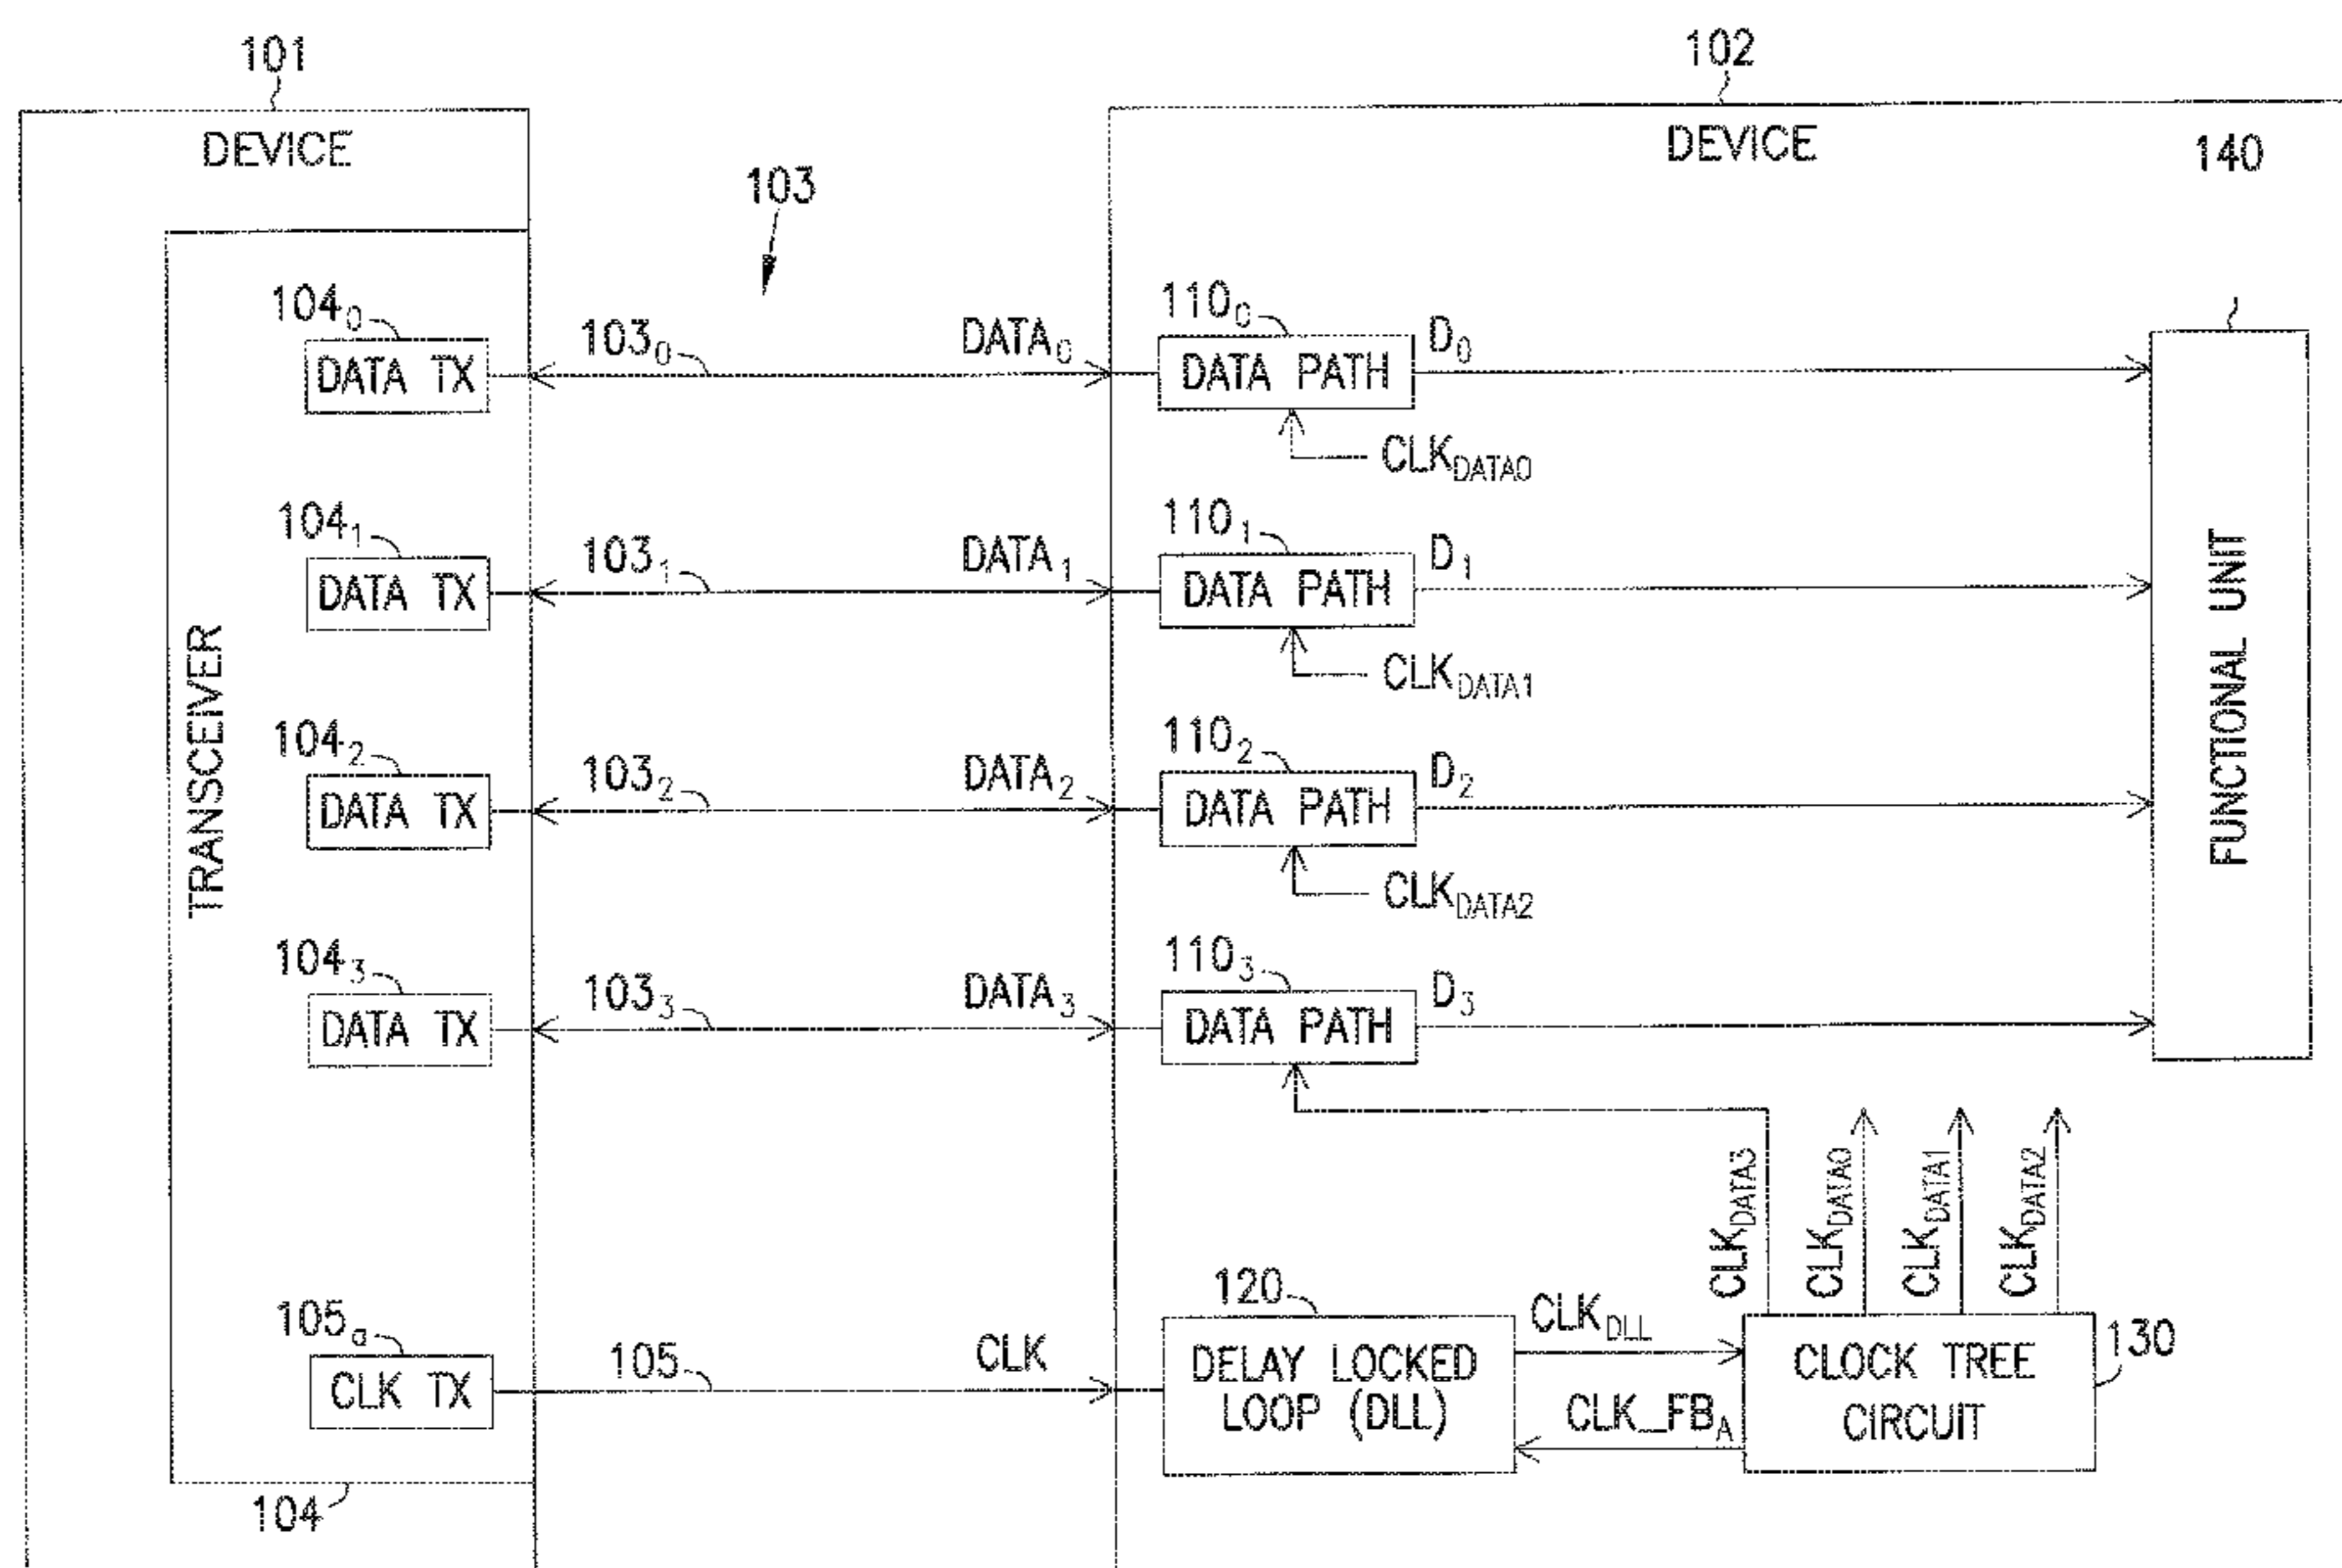 101
102
DEVICE
DEVICE
140
103
TRANSCEIVER
104₀
DATA TX
103₀
DATA₀
110₀
DATA PATH
D₀
CLK_DATA0
104₁
DATA TX
103₁
DATA₁
110₁
DATA PATH
D₁
CLK_DATA1
FUNCTIONAL UNIT
104₂
DATA TX
103₂
DATA₂
110₂
DATA PATH
D₂
CLK_DATA2
104₃
DATA TX
103₃
DATA₃
110₃
DATA PATH
D₃
CLK_DATA3
CLK_DATA0
CLK_DATA1
CLK_DATA2
105ₐ
CLK TX
105
CLK
120
DELAY LOCKED
LOOP (DLL)
CLK_DLL
CLK_FB_A
CLOCK TREE
CIRCUIT
130
104